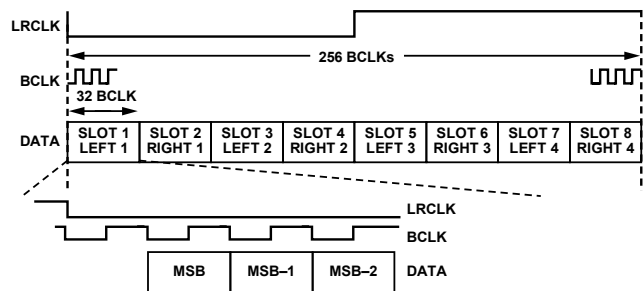 LRCLK
256 BCLKs
BCLK
32 BCLK
DATA
SLOT 1 LEFT 1
SLOT 2 RIGHT 1
SLOT 3 LEFT 2
SLOT 4 RIGHT 2
SLOT 5 LEFT 3
SLOT 6 RIGHT 3
SLOT 7 LEFT 4
SLOT 8 RIGHT 4
LRCLK
BCLK
MSB MSB–1 MSB–2 DATA